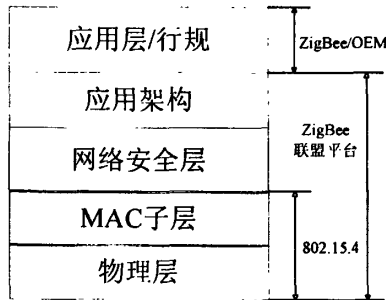 应用层/行规
ZigBee/OEM
应用架构
ZigBee
联盟平台
网络安全层
MAC子层
802.15.4
物理层